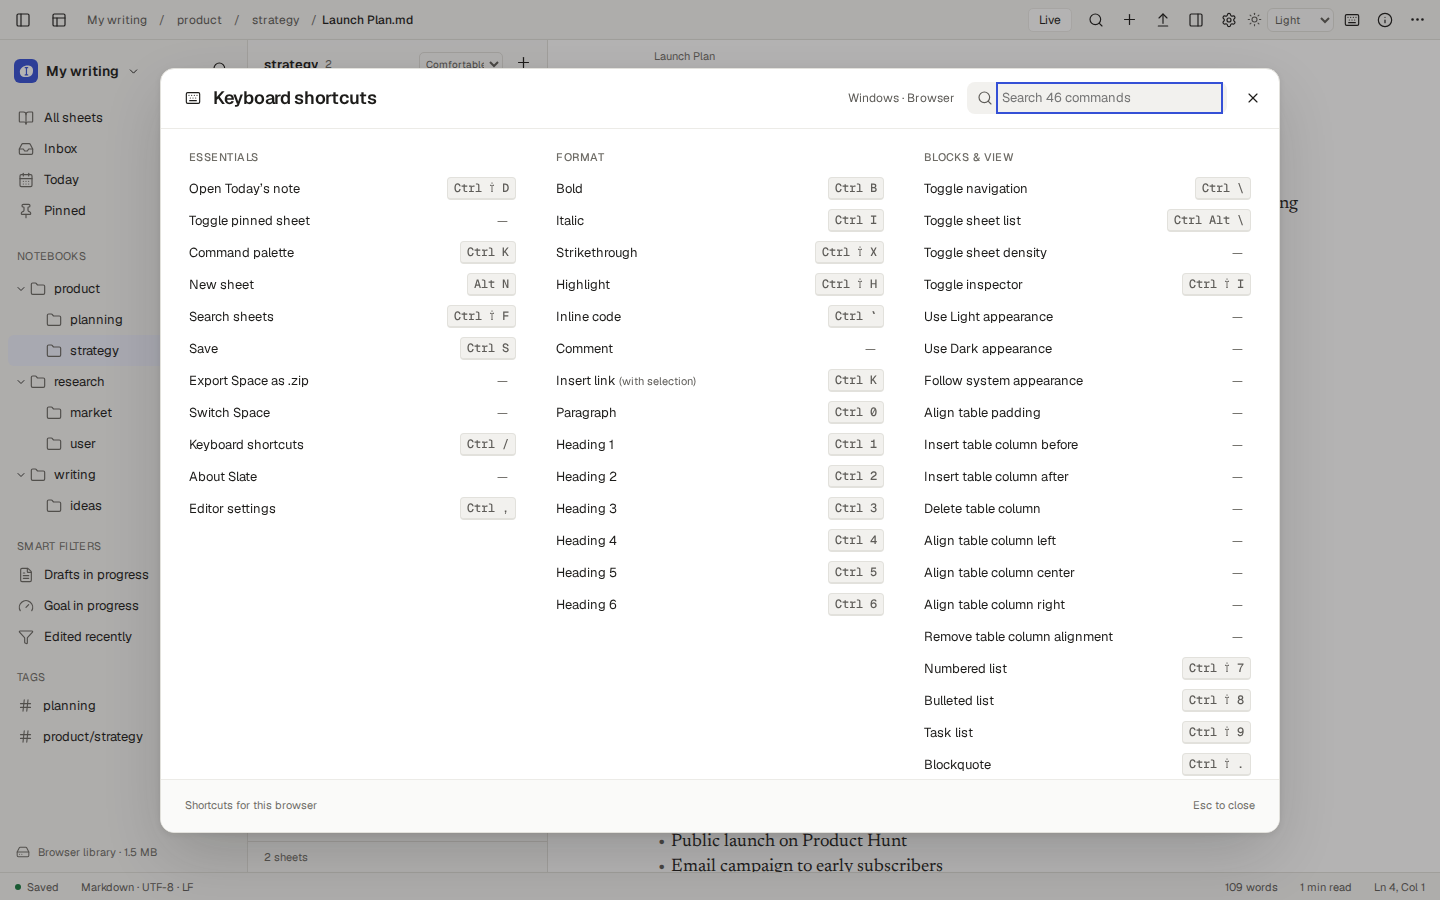 My writing / product / strategy / Launch Plan.md
Live
Light
My writing
strategy 2
Comfortable
Launch Plan
Keyboard shortcuts
Windows · Browser
Search 46 commands
All sheets
Inbox
Today
Pinned
NOTEBOOKS
product
planning
strategy
research
market
user
writing
ideas
SMART FILTERS
Drafts in progress
Goal in progress
Edited recently
TAGS
# planning
# product/strategy
Browser library · 1.5 MB
ESSENTIALS
Open Today's note Ctrl ⇧ D
Toggle pinned sheet —
Command palette Ctrl K
New sheet Alt N
Search sheets Ctrl ⇧ F
Save Ctrl S
Export Space as .zip —
Switch Space —
Keyboard shortcuts Ctrl /
About Slate —
Editor settings Ctrl ,
FORMAT
Bold Ctrl B
Italic Ctrl I
Strikethrough Ctrl ⇧ X
Highlight Ctrl ⇧ H
Inline code Ctrl `
Comment —
Insert link (with selection) Ctrl K
Paragraph Ctrl 0
Heading 1 Ctrl 1
Heading 2 Ctrl 2
Heading 3 Ctrl 3
Heading 4 Ctrl 4
Heading 5 Ctrl 5
Heading 6 Ctrl 6
BLOCKS & VIEW
Toggle navigation Ctrl \
Toggle sheet list Ctrl Alt \
Toggle sheet density —
Toggle inspector Ctrl ⇧ I
Use Light appearance —
Use Dark appearance —
Follow system appearance —
Align table padding —
Insert table column before —
Insert table column after —
Delete table column —
Align table column left —
Align table column center —
Align table column right —
Remove table column alignment —
Numbered list Ctrl ⇧ 7
Bulleted list Ctrl ⇧ 8
Task list Ctrl ⇧ 9
Blockquote Ctrl ⇧ .
ng
Shortcuts for this browser
Esc to close
• Public launch on Product Hunt
• Email campaign to early subscribers
2 sheets
Saved
Markdown · UTF-8 · LF
109 words
1 min read
Ln 4, Col 1